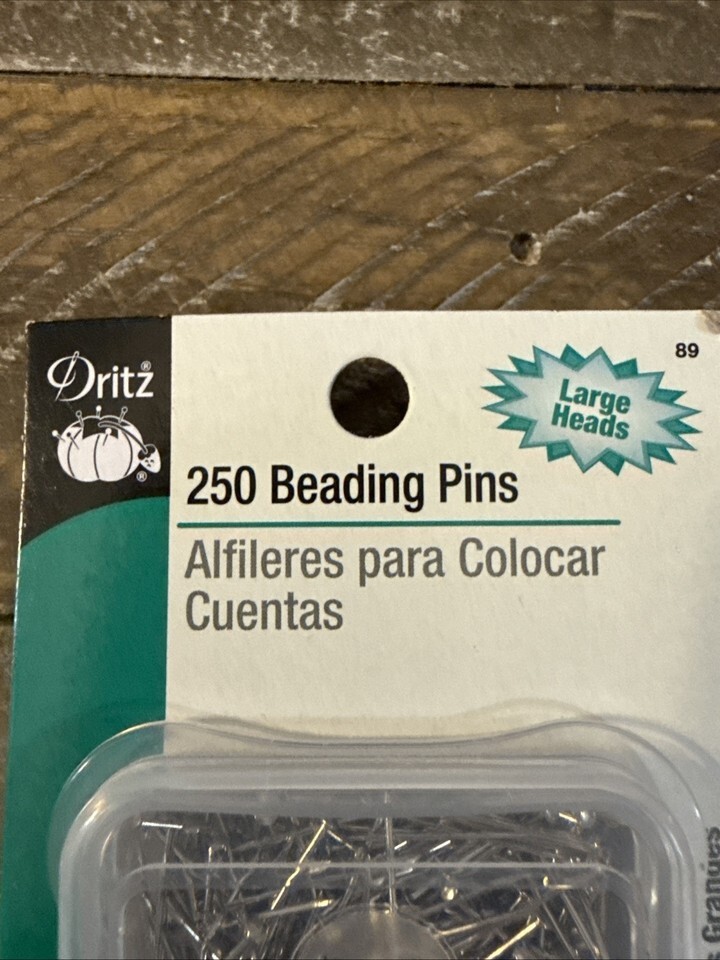 Dritz®
®
89
Large
Heads
250 Beading Pins
Alfileres para Colocar
Cuentas